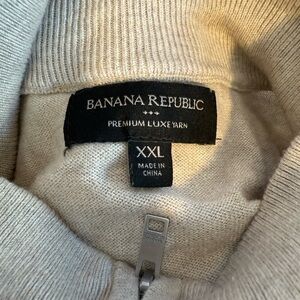 BANANA REPUBLIC
PREMIUM LUXE YARN
XXL
MADE IN
CHINA